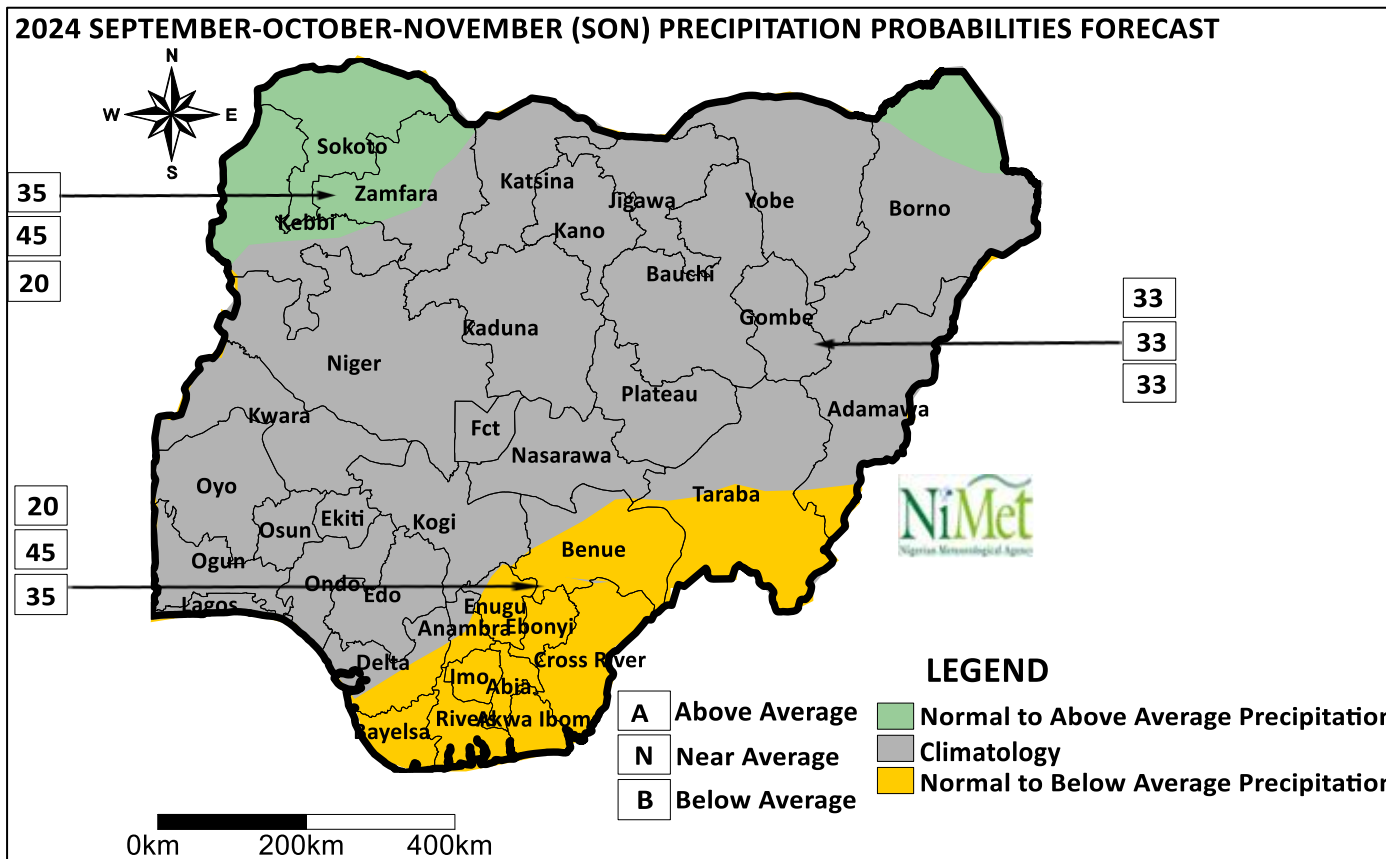 2024 SEPTEMBER-OCTOBER-NOVEMBER (SON) PRECIPITATION PROBABILITIES FORECAST
N
W
E
S
Sokoto
Zamfara
Kebbi
Katsina
Jigawa
Kano
Yobe
Borno
Bauchi
Gombe
Kaduna
Niger
Plateau
Adamawa
Kwara
Fct
Nasarawa
Oyo
Taraba
Osun
Ekiti
Kogi
Benue
Ogun
Ondo
Edo
Lagos
Enugu
Anambra
Ebonyi
Delta
Cross River
Imo
Abia.
Rivers
Akwa Ibom
Bayelsa
35
45
20
33
33
33
20
45
35
NiMet
Nigerian Meteorological Agency
A Above Average
N Near Average
B Below Average
LEGEND
Normal to Above Average Precipitation
Climatology
Normal to Below Average Precipitation
0km 200km 400km